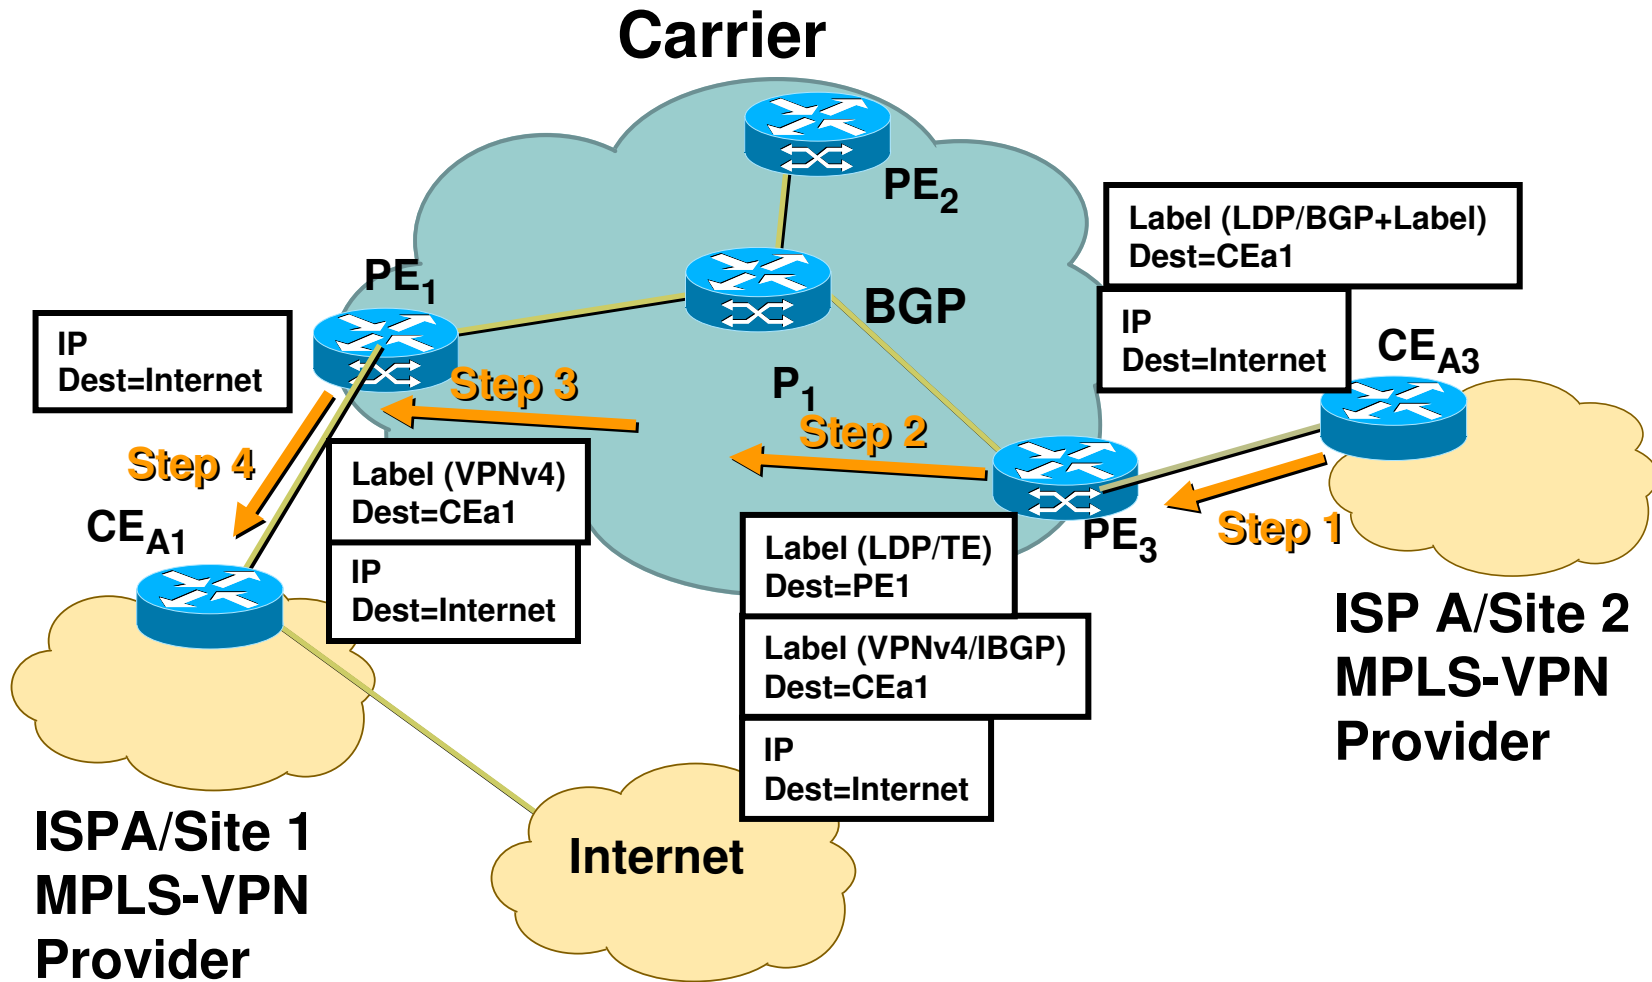 Carrier
PE2
Label (LDP/BGP+Label)
Dest=CEa1
PE1
BGP
IP
Dest=Internet
IP
Dest=Internet
CEA3
Step 3
P1
Step 2
Step 4
Label (VPNv4)
Dest=CEa1
CEA1
PE3
Step 1
IP
Dest=Internet
Label (LDP/TE)
Dest=PE1
Label (VPNv4/IBGP)
Dest=CEa1
IP
Dest=Internet
ISP A/Site 2
MPLS-VPN
Provider
ISPA/Site 1
MPLS-VPN
Provider
Internet